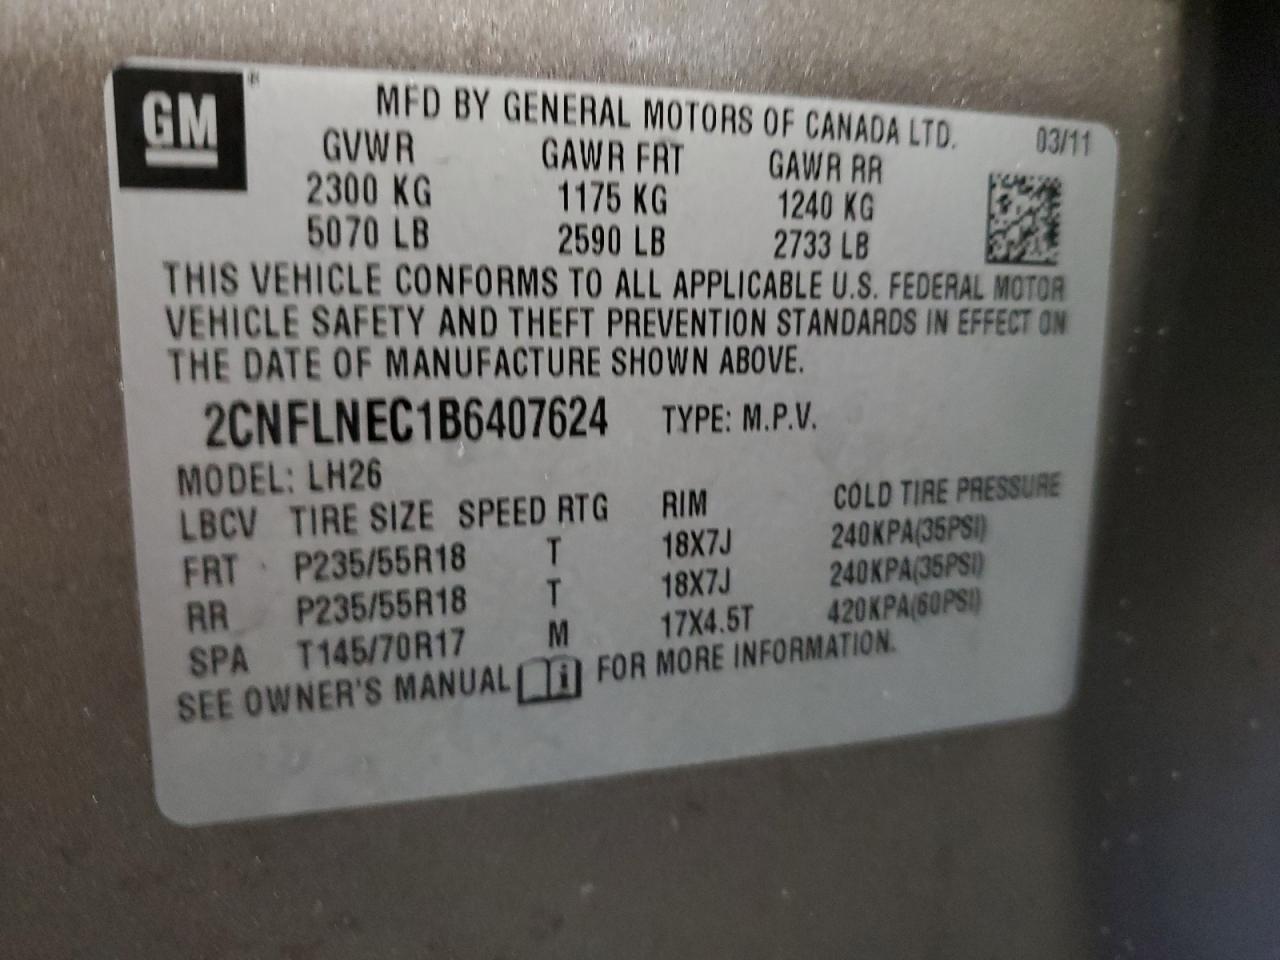 GM ® MFD BY GENERAL MOTORS OF CANADA LTD. 03/11
GVWR GAWR FRT GAWR RR
2300 KG 1175 KG 1240 KG
5070 LB 2590 LB 2733 LB
THIS VEHICLE CONFORMS TO ALL APPLICABLE U.S. FEDERAL MOTOR
VEHICLE SAFETY AND THEFT PREVENTION STANDARDS IN EFFECT ON
THE DATE OF MANUFACTURE SHOWN ABOVE.
2CNFLNEC1B6407624 TYPE: M.P.V.
MODEL: LH26
LBCV TIRE SIZE SPEED RTG RIM COLD TIRE PRESSURE
FRT P235/55R18 T 18X7J 240KPA(35PSI)
RR P235/55R18 T 18X7J 240KPA(35PSI)
SPA T145/70R17 M 17X4.5T 420KPA(60PSI)
SEE OWNER'S MANUAL i FOR MORE INFORMATION.